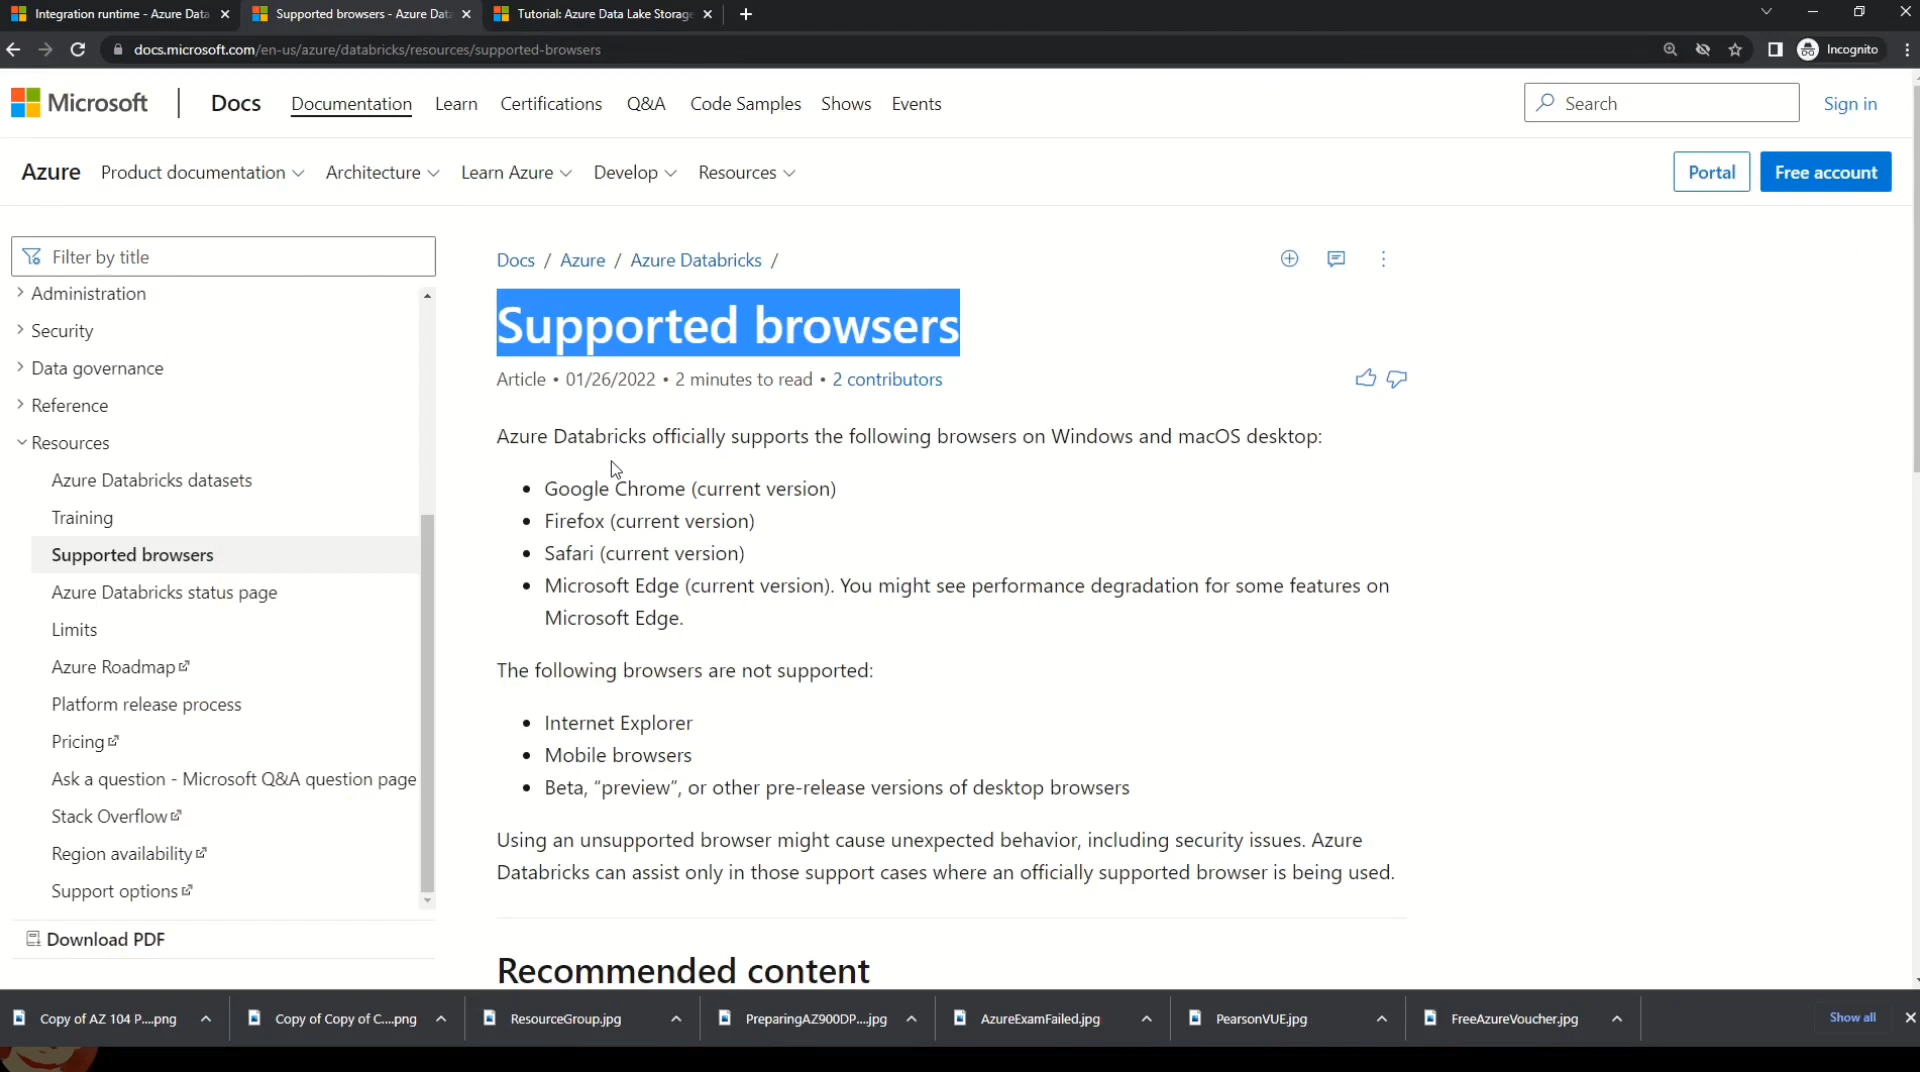 Integration runtime - Azure Data
Supported browsers - Azure Dat
Tutorial: Azure Data Lake Storage
docs.microsoft.com/en-us/azure/databricks/resources/supported-browsers
Incognito
Microsoft
Docs
Documentation
Learn
Certifications
Q&A
Code Samples
Shows
Events
Search
Sign in
Azure
Product documentation
Architecture
Learn Azure
Develop
Resources
Portal
Free account
Filter by title
Administration
Security
Data governance
Reference
Resources
Azure Databricks datasets
Training
Supported browsers
Azure Databricks status page
Limits
Azure Roadmap
Platform release process
Pricing
Ask a question - Microsoft Q&A question page
Stack Overflow
Region availability
Support options
Download PDF
Docs / Azure / Azure Databricks /
Supported browsers
Article • 01/26/2022 • 2 minutes to read • 2 contributors
Azure Databricks officially supports the following browsers on Windows and macOS desktop:
• Google Chrome (current version)
• Firefox (current version)
• Safari (current version)
• Microsoft Edge (current version). You might see performance degradation for some features on
Microsoft Edge.
The following browsers are not supported:
• Internet Explorer
• Mobile browsers
• Beta, “preview”, or other pre-release versions of desktop browsers
Using an unsupported browser might cause unexpected behavior, including security issues. Azure
Databricks can assist only in those support cases where an officially supported browser is being used.
Recommended content
Copy of AZ 104 P....png
Copy of Copy of C....png
ResourceGroup.jpg
PreparingAZ900DP....jpg
AzureExamFailed.jpg
PearsonVUE.jpg
FreeAzureVoucher.jpg
Show all